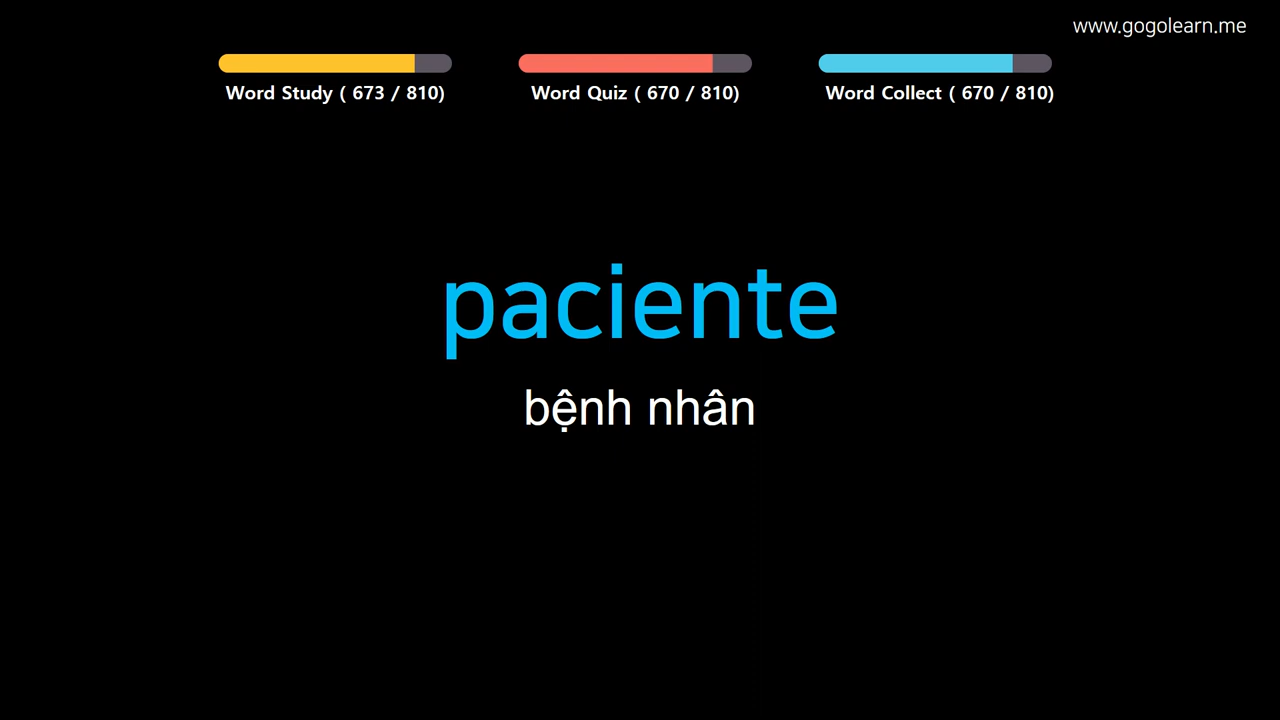 www.gogolearn.me
Word Study ( 673 / 810)
Word Quiz ( 670 / 810)
Word Collect ( 670 / 810)
paciente
bệnh nhân